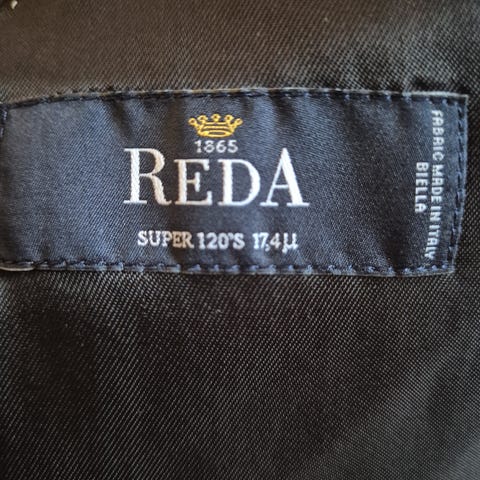 1865
REDA
SUPER 120'S 17,4µ
FABRIC MADE IN ITALY
BIELLA